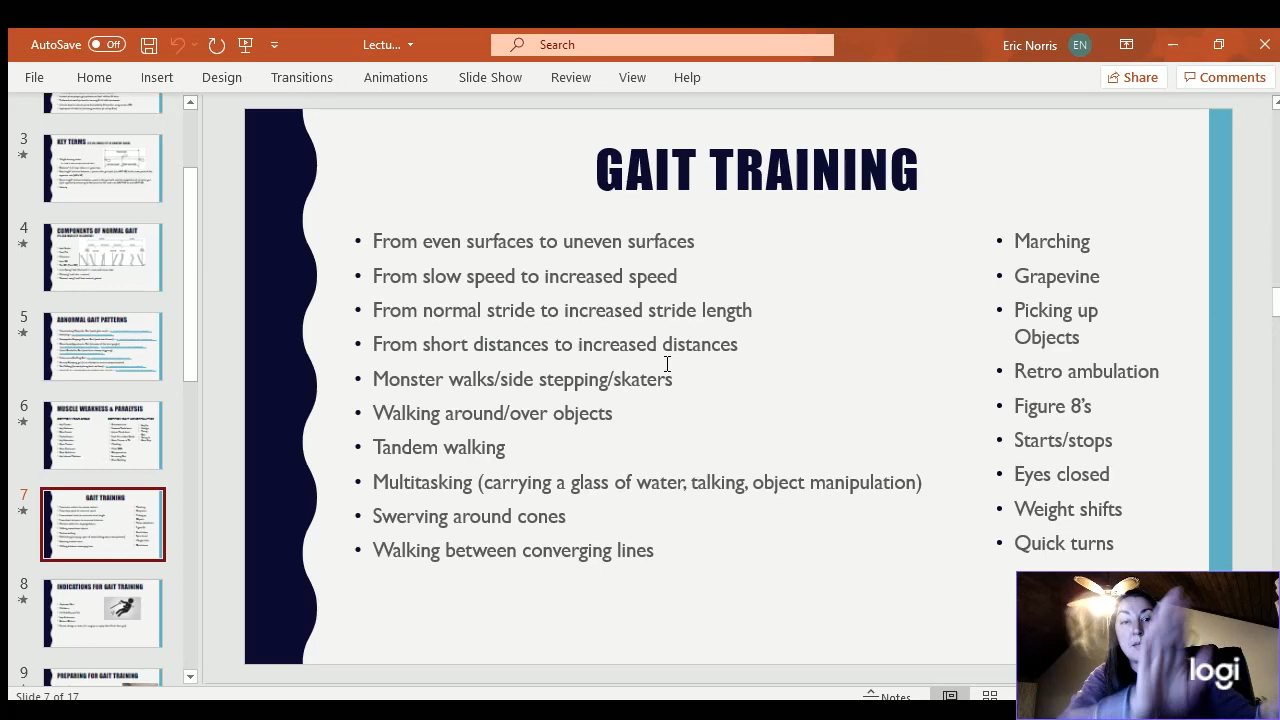 AutoSave
Off
Lectu...
Search
Eric Norris
EN
File
Home
Insert
Design
Transitions
Animations
Slide Show
Review
View
Help
Share
Comments
3
KEY TERMS
4
COMPONENTS OF NORMAL GAIT
5
ABNORMAL GAIT PATTERNS
6
MUSCLE WEAKNESS & PARALYSIS
7
GAIT TRAINING
8
INDICATIONS FOR GAIT TRAINING
9
PREPARING FOR GAIT TRAINING
GAIT TRAINING
• From even surfaces to uneven surfaces
• From slow speed to increased speed
• From normal stride to increased stride length
• From short distances to increased distances
• Monster walks/side stepping/skaters
• Walking around/over objects
• Tandem walking
• Multitasking (carrying a glass of water, talking, object manipulation)
• Swerving around cones
• Walking between converging lines
• Marching
• Grapevine
• Picking up
Objects
• Retro ambulation
• Figure 8's
• Starts/stops
• Eyes closed
• Weight shifts
• Quick turns
logi
Slide 7 of 17
Notes